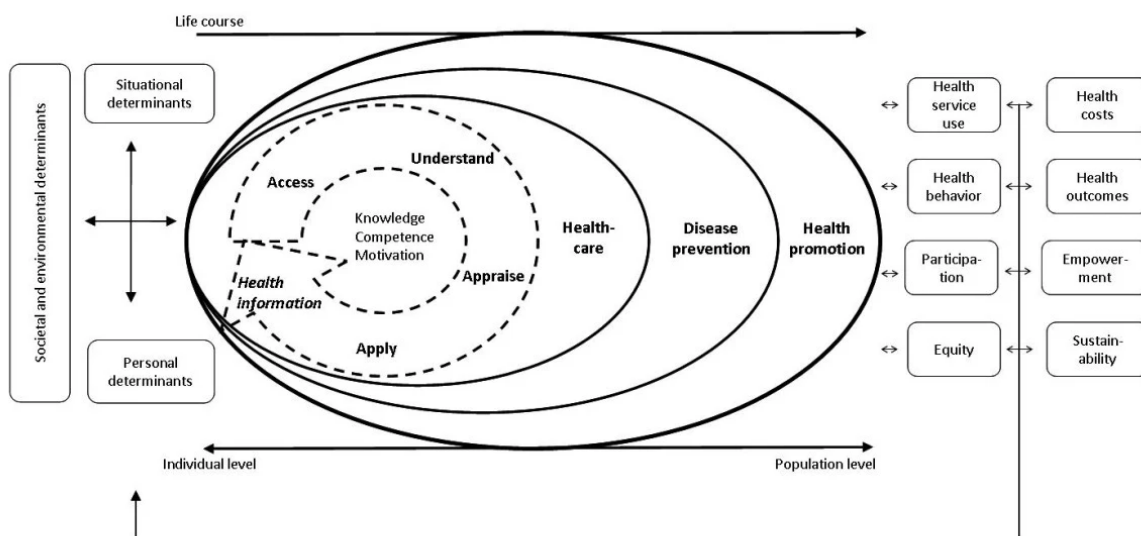 Life course
Societal and environmental determinants
Situational
determinants
Personal
determinants
Access
Understand
Knowledge
Competence
Motivation
Health
information
Appraise
Apply
Health-
care
Disease
prevention
Health
promotion
Health
service
use
Health
costs
Health
behavior
Health
outcomes
Participa-
tion
Empower-
ment
Equity
Sustain-
ability
Individual level
Population level